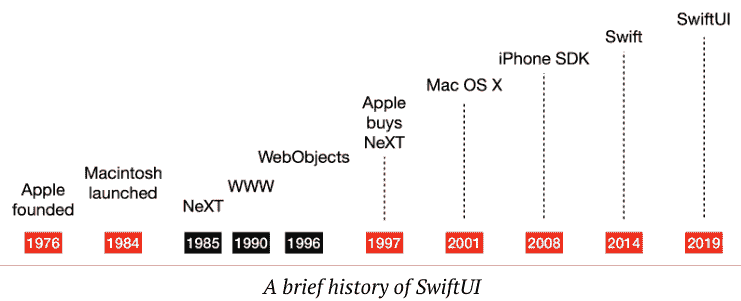 Apple
founded
Macintosh
launched
NeXT
WWW
WebObjects
Apple
buys
NeXT
Mac OS X
iPhone SDK
Swift
SwiftUI
1976 1984 1985 1990 1996 1997 2001 2008 2014 2019
A brief history of SwiftUI